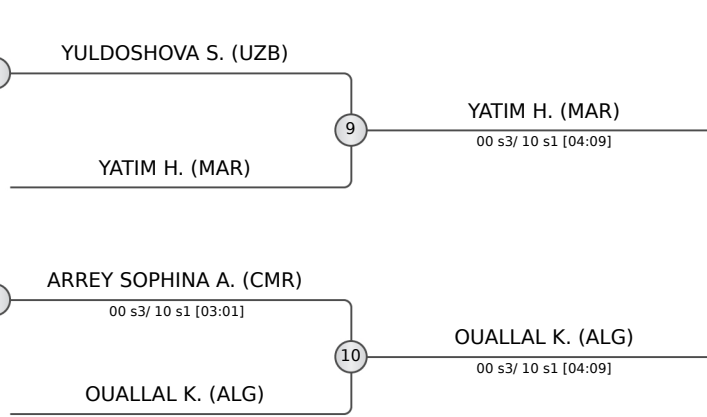 YULDOSHOVA S. (UZB)
9
YATIM H. (MAR)
00 s3/ 10 s1 [04:09]
YATIM H. (MAR)
ARREY SOPHINA A. (CMR)
00 s3/ 10 s1 [03:01]
10
OUALLAL K. (ALG)
00 s3/ 10 s1 [04:09]
OUALLAL K. (ALG)